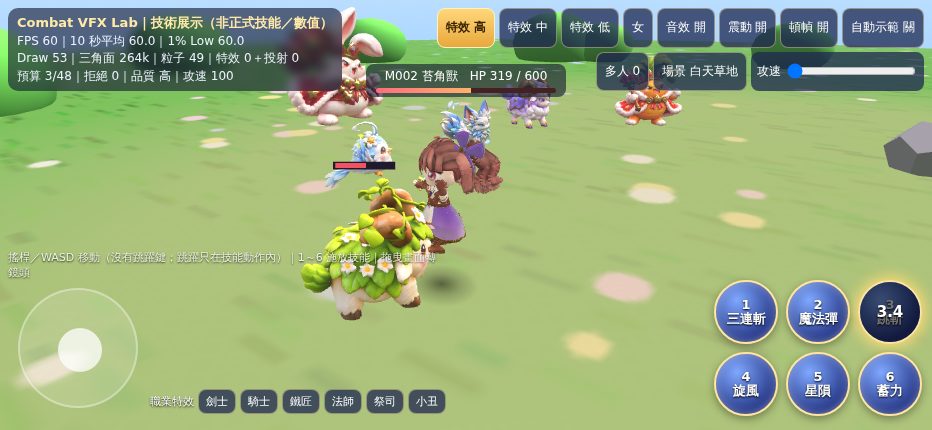 Combat VFX Lab｜技術展示（非正式技能／數值）
FPS 60｜10 秒平均 60.0｜1% Low 60.0
Draw 53｜三角面 264k｜粒子 49｜特效 0＋投射 0
預算 3/48｜拒絕 0｜品質 高｜攻速 100
特效 高
特效 中
特效 低
女
音效 開
震動 開
頓幀 開
自動示範 關
多人 0
場景 白天草地
攻速
M002 苔角獸 HP 319 / 600
搖桿／WASD 移動（沒有跳躍鍵；跳躍只在技能動作內）｜1～6 施放技能｜拖曳畫面轉
鏡頭
1
三連斬
2
魔法彈
3
跳斬
3.4
4
旋風
5
星隕
6
蓄力
職業特效
劍士
騎士
鐵匠
法師
祭司
小丑